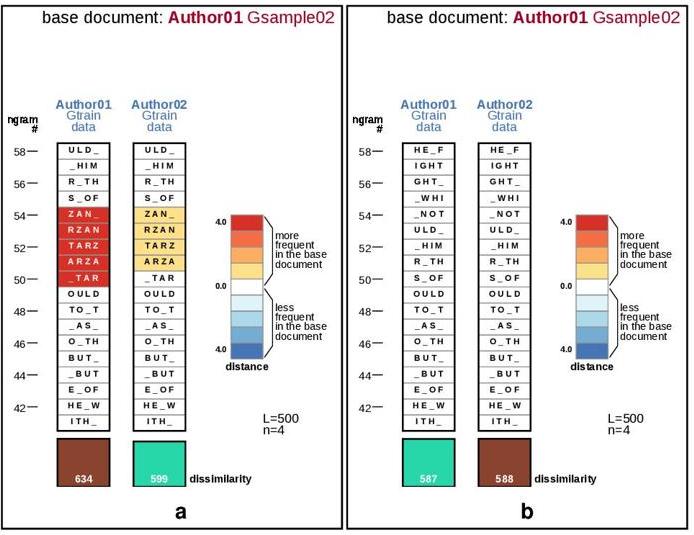 base document: Author01 Gsample02
Author01 Author02
Gtrain Gtrain
data data
ngram
#
58 ULD_ ULD_
_HIM _HIM
56 R_TH R_TH
S_OF S_OF
54 ZAN_ ZAN_
RZAN RZAN
52 TARZ TARZ
ARZA ARZA
50 _TAR _TAR
OULD OULD
48 TO_T TO_T
_AS_ _AS_
46 O_TH O_TH
BUT_ BUT_
44 _BUT _BUT
E_OF E_OF
42 HE_W HE_W
ITH_ ITH_
4.0
more
frequent
in the base
document
0.0
less
frequent
in the base
document
4.0
distance
L=500
n=4
634 599 dissimilarity
a
base document: Author01 Gsample02
Author01 Author02
Gtrain Gtrain
data data
ngram
#
58 HE_F HE_F
IGHT IGHT
56 GHT_ GHT_
_WHI _WHI
54 _NOT _NOT
ULD_ ULD_
52 _HIM _HIM
R_TH R_TH
50 S_OF S_OF
OULD OULD
48 TO_T TO_T
_AS_ _AS_
46 O_TH O_TH
BUT_ BUT_
44 _BUT _BUT
E_OF E_OF
42 HE_W HE_W
ITH_ ITH_
4.0
more
frequent
in the base
document
0.0
less
frequent
in the base
document
4.0
distance
L=500
n=4
587 588 dissimilarity
b